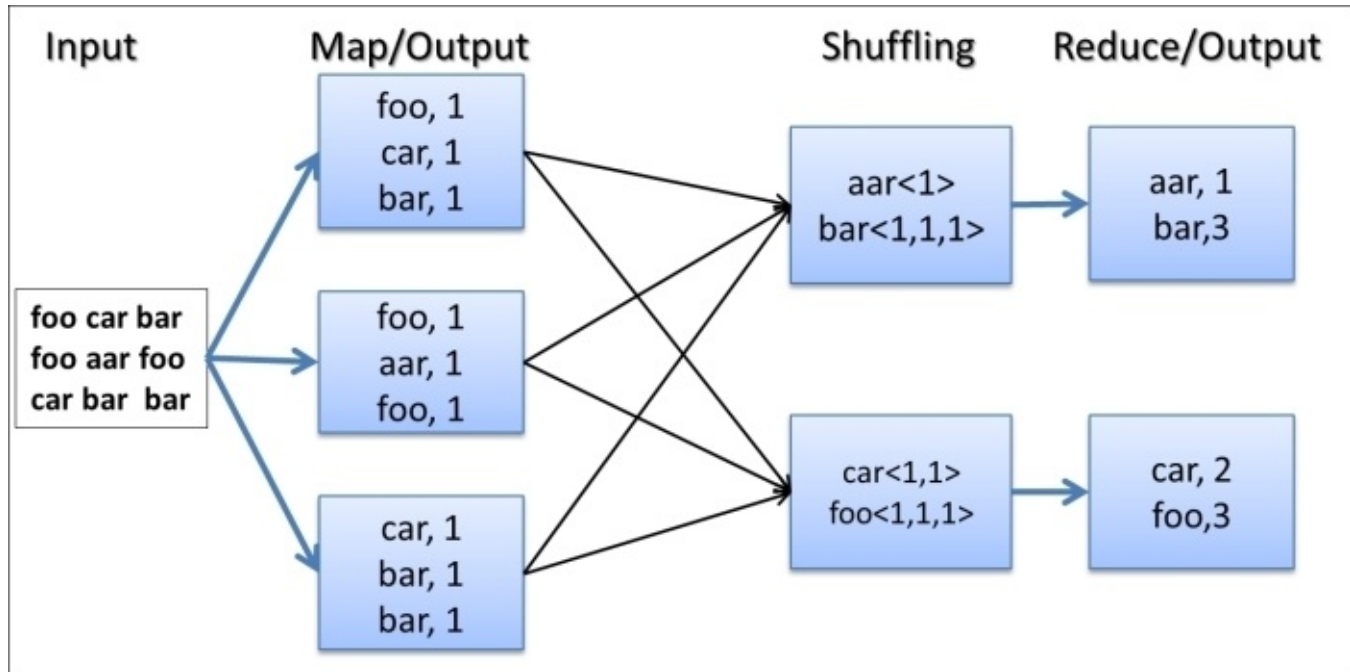 Input
Map/Output
Shuffling
Reduce/Output
foo car bar
foo aar foo
car bar  bar
foo, 1
car, 1
bar, 1
foo, 1
aar, 1
foo, 1
car, 1
bar, 1
bar, 1
aar<1>
bar<1,1,1>
car<1,1>
foo<1,1,1>
aar, 1
bar,3
car, 2
foo,3